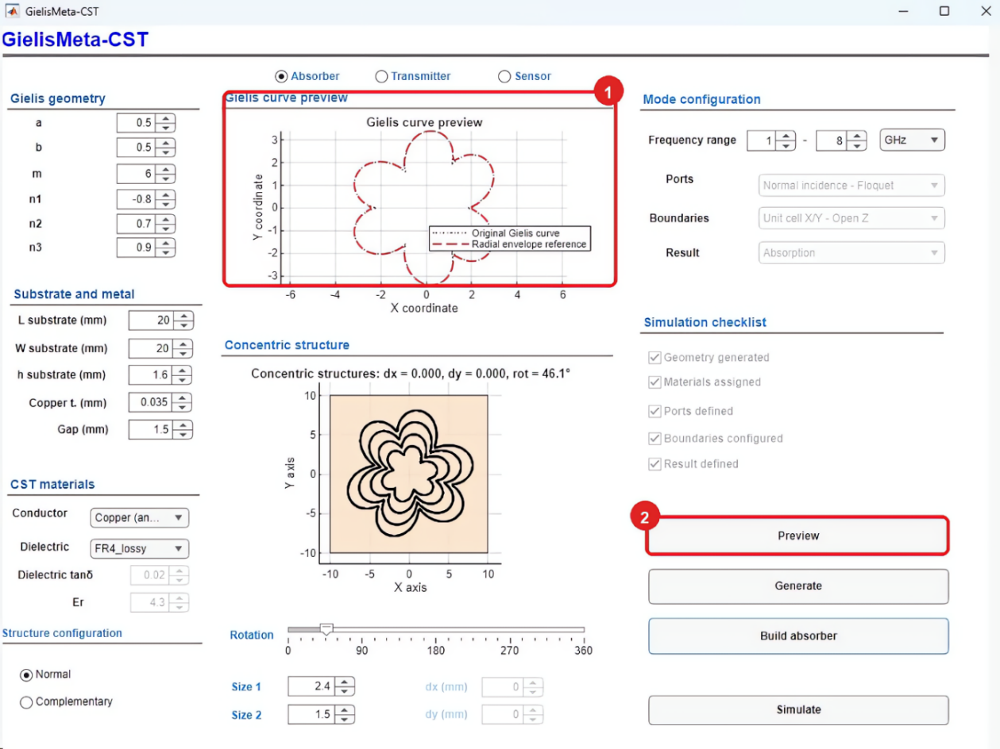 GielisMeta-CST
GielisMeta-CST
Absorber Transmitter Sensor
Gielis geometry
a 0.5
b 0.5
m 6
n1 -0.8
n2 0.7
n3 0.9
Substrate and metal
L substrate (mm) 20
W substrate (mm) 20
h substrate (mm) 1.6
Copper t. (mm) 0.035
Gap (mm) 1.5
CST materials
Conductor Copper (an...
Dielectric FR4_lossy
Dielectric tanδ 0.02
Er 4.3
Structure configuration
Normal
Complementary
Gielis curve preview
1
Gielis curve preview
Y coordinate
3
2
1
0
-1
-2
-3
Original Gielis curve
Radial envelope reference
-6 -4 -2 0 2 4 6
X coordinate
Concentric structure
Concentric structures: dx = 0.000, dy = 0.000, rot = 46.1°
Y axis
10
5
0
-5
-10
-10 -5 0 5 10
X axis
Rotation
0 90 180 270 360
Size 1 2.4 dx (mm) 0
Size 2 1.5 dy (mm) 0
Mode configuration
Frequency range 1 - 8 GHz
Ports Normal incidence - Floquet
Boundaries Unit cell X/Y - Open Z
Result Absorption
Simulation checklist
Geometry generated
Materials assigned
Ports defined
Boundaries configured
Result defined
2
Preview
Generate
Build absorber
Simulate